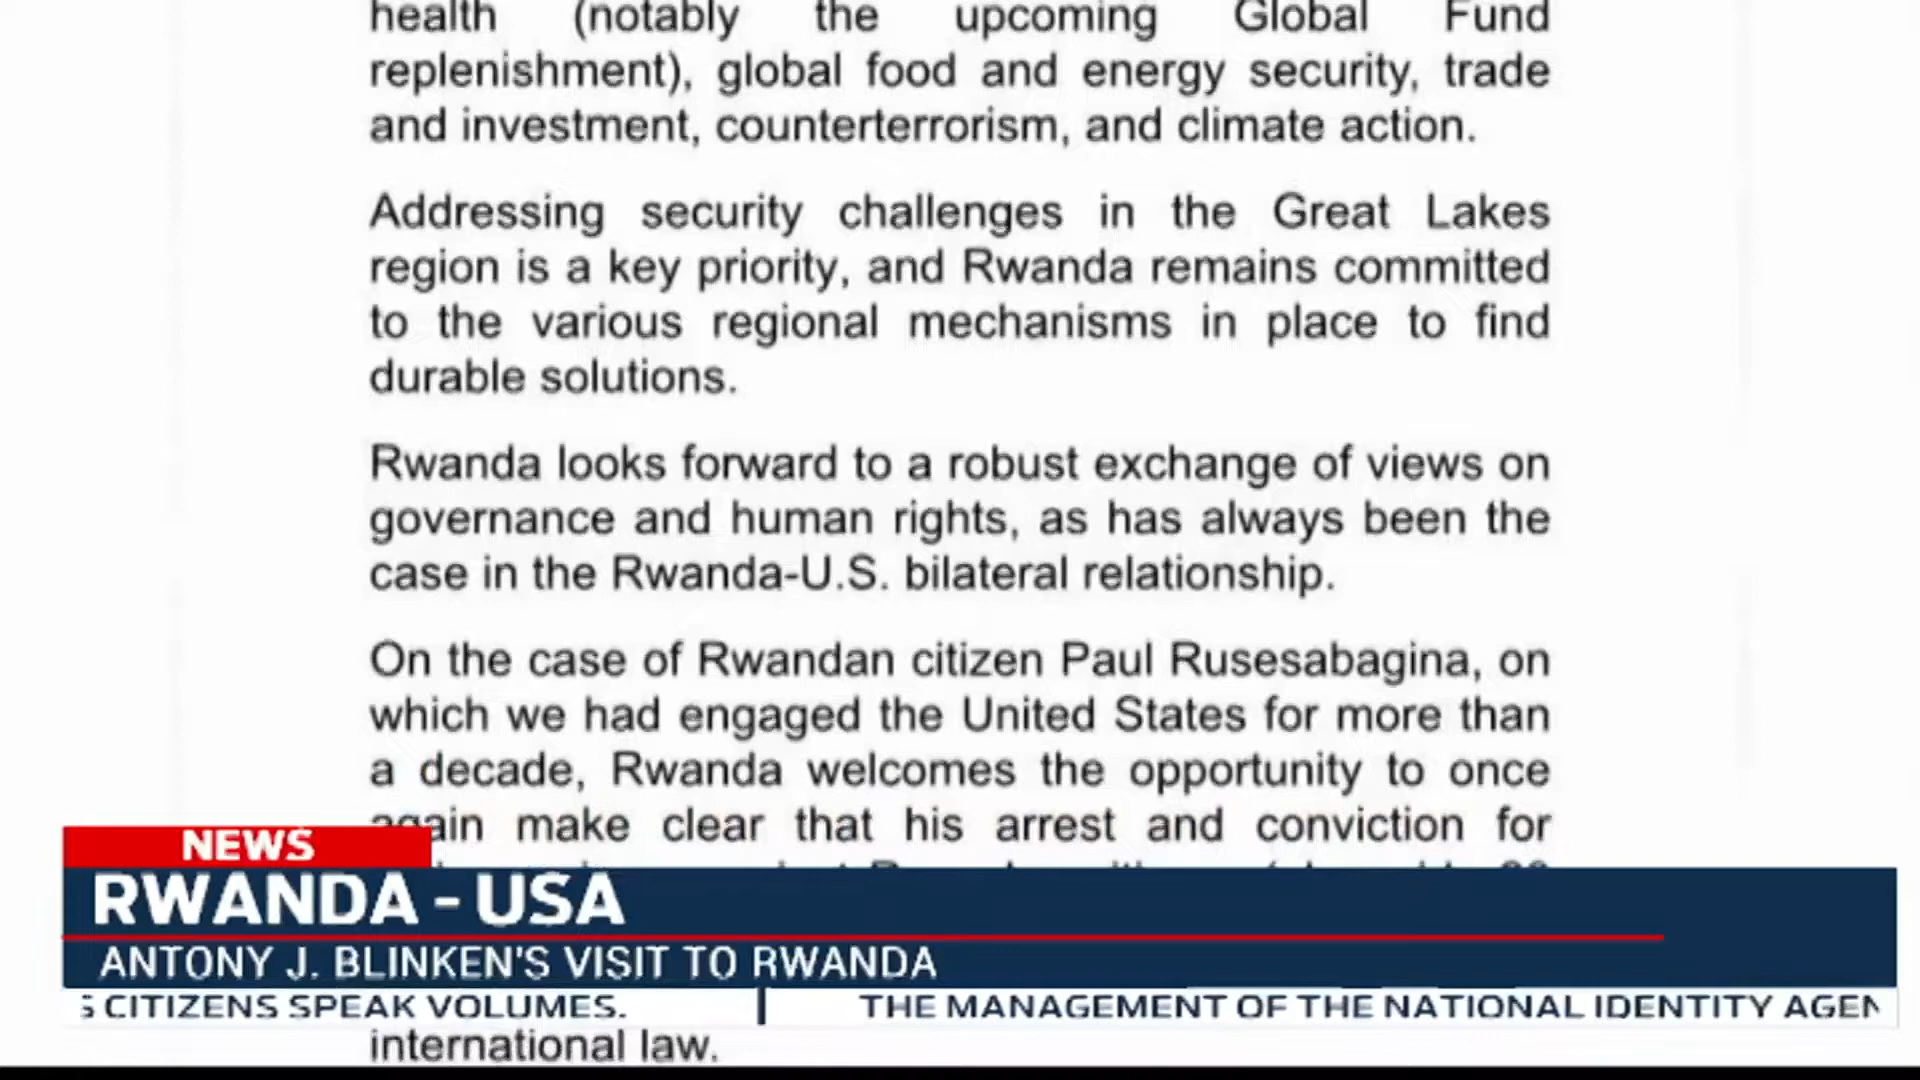 health (notably the upcoming Global Fund
replenishment), global food and energy security, trade
and investment, counterterrorism, and climate action.
Addressing security challenges in the Great Lakes
region is a key priority, and Rwanda remains committed
to the various regional mechanisms in place to find
durable solutions.
Rwanda looks forward to a robust exchange of views on
governance and human rights, as has always been the
case in the Rwanda-U.S. bilateral relationship.
On the case of Rwandan citizen Paul Rusesabagina, on
which we had engaged the United States for more than
a decade, Rwanda welcomes the opportunity to once
again make clear that his arrest and conviction for
NEWS
RWANDA - USA
ANTONY J. BLINKEN'S VISIT TO RWANDA
S CITIZENS SPEAK VOLUMES. | THE MANAGEMENT OF THE NATIONAL IDENTITY AGEN
international law.